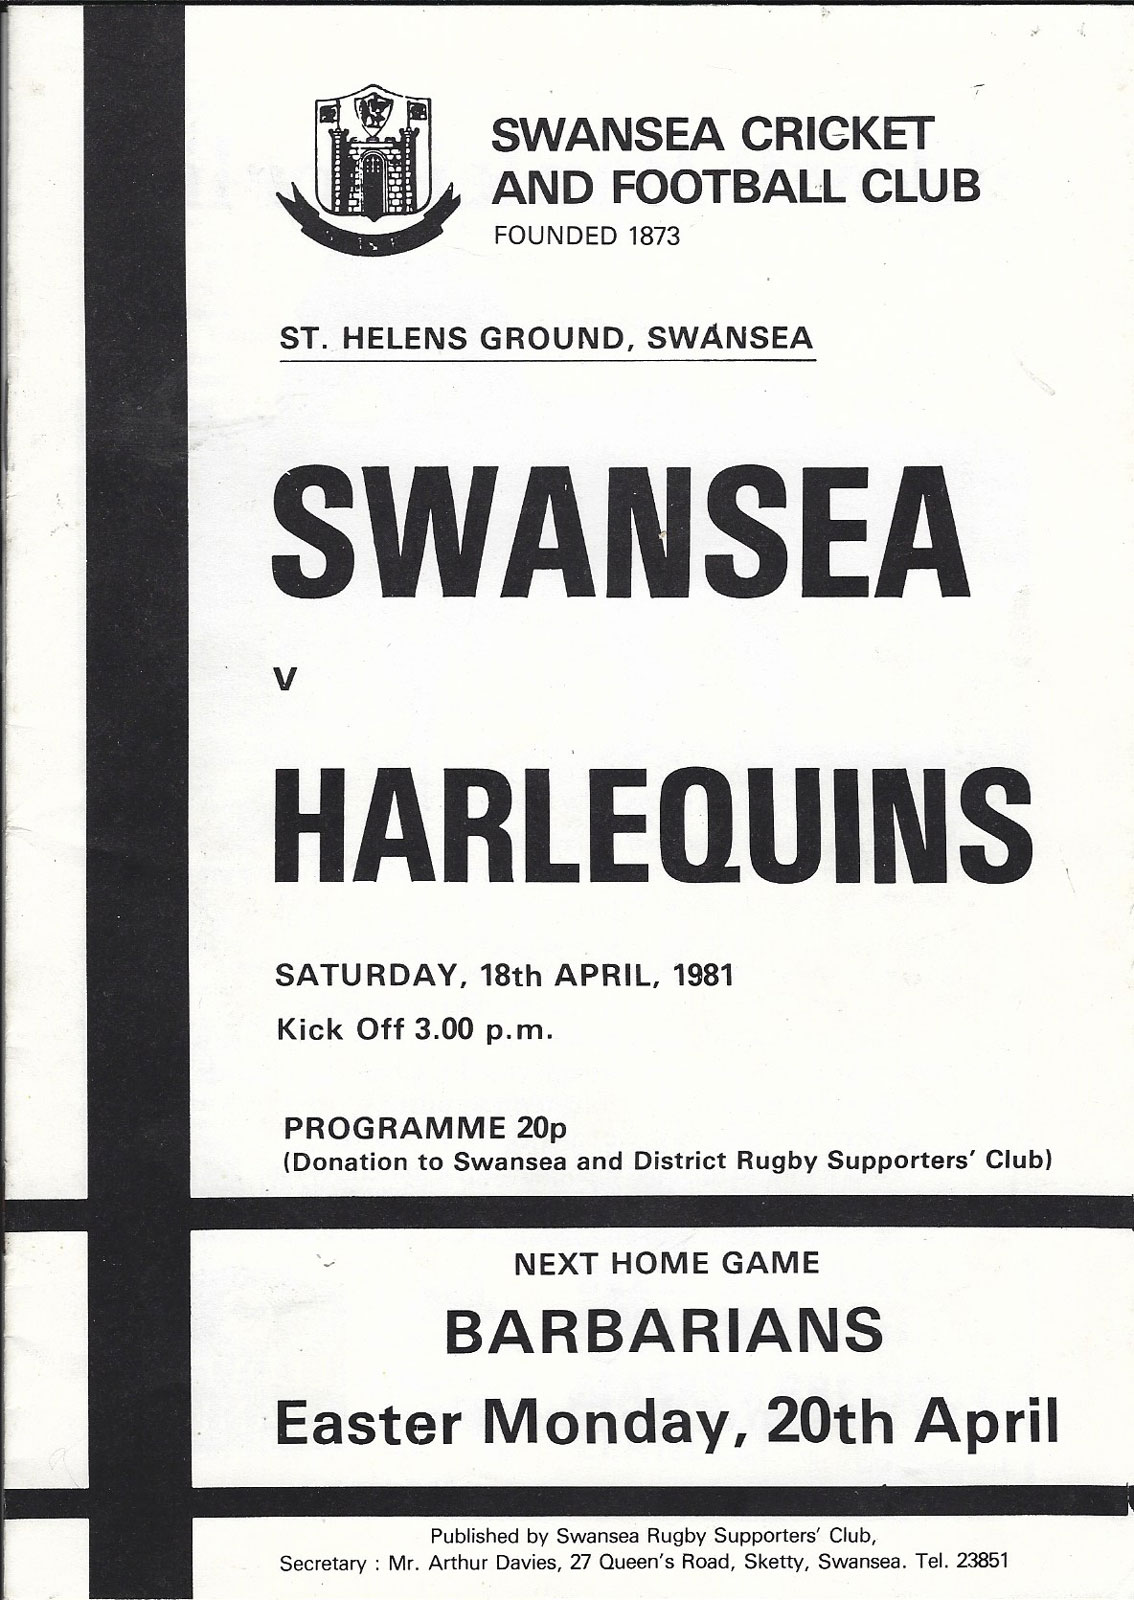 SWANSEA CRICKET
AND FOOTBALL CLUB
FOUNDED 1873
ST. HELENS GROUND, SWANSEA
SWANSEA
v
HARLEQUINS
SATURDAY, 18th APRIL, 1981
Kick Off 3.00 p.m.
PROGRAMME 20p
(Donation to Swansea and District Rugby Supporters' Club)
NEXT HOME GAME
BARBARIANS
Easter Monday, 20th April
Published by Swansea Rugby Supporters' Club,
Secretary : Mr. Arthur Davies, 27 Queen's Road, Sketty, Swansea. Tel. 23851